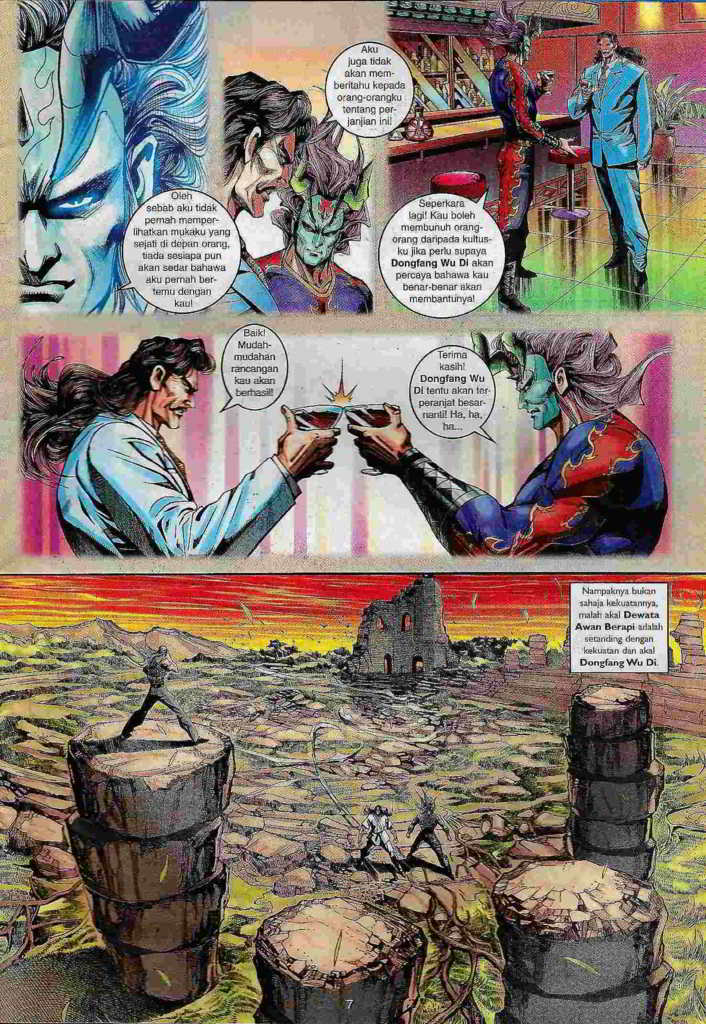 Oleh
sebab aku tidak
pernah memper-
lihatkan mukaku yang
sejati di depan orang,
tiada sesiapa pun
akan sedar bahawa
aku pernah ber-
temu dengan
kau!
Aku
juga tidak
akan mem-
beritahu kepada
orang-orangku
tentang per-
janjian ini!
Seperkara
lagi! Kau boleh
membunuh orang-
orang daripada kultus-
ku jika perlu supaya
Dongfang Wu Di akan
percaya bahawa kau
benar-benar akan
membantunya!
Baik!
Mudah-
mudahan
rancangan
kau akan
berhasil!
Terima
kasih!
Dongfang Wu
Di tentu akan ter-
peranjat besar-
nanti! Ha, ha,
ha...
Nampaknya bukan
sahaja kekuatannya,
malah akal Dewata
Awan Berapi adalah
setanding dengan
kekuatan dan akal
Dongfang Wu Di.
7